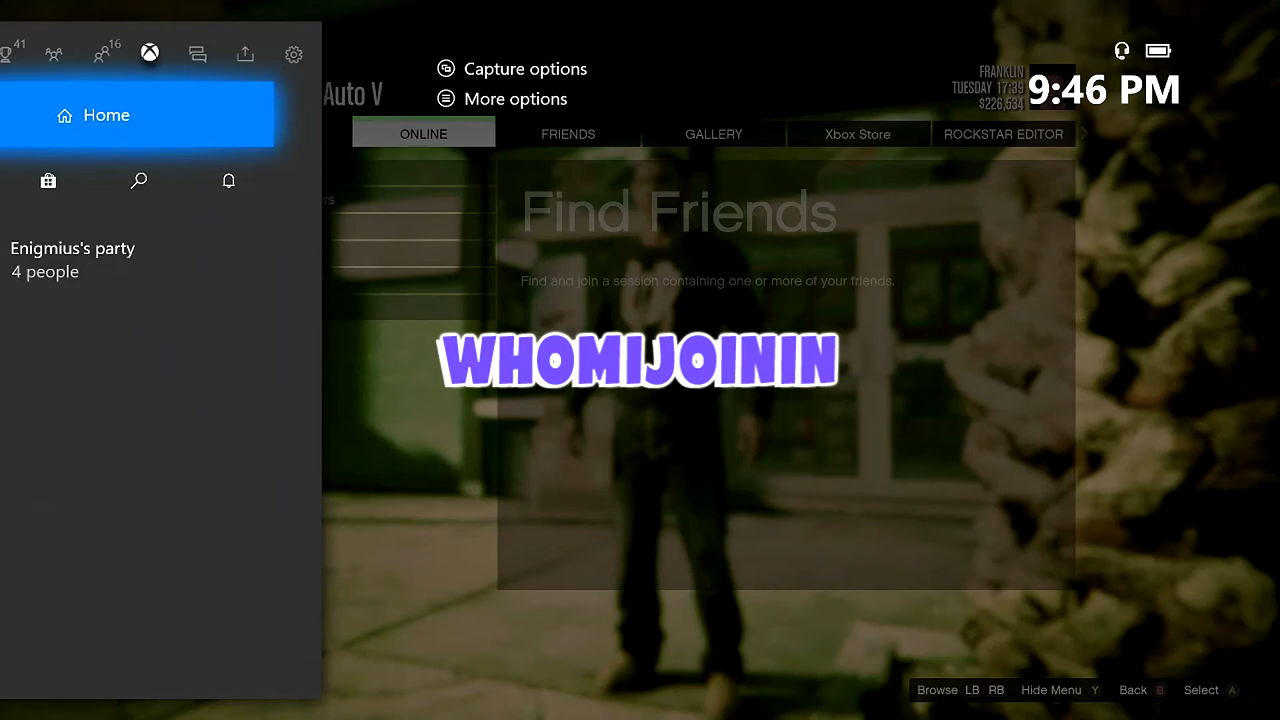 41
16
Home
Enigmius's party
4 people
Capture options
More options
Auto V
FRANKLIN
TUESDAY 17:39
$226,534
9:46 PM
ONLINE
FRIENDS
GALLERY
Xbox Store
ROCKSTAR EDITOR
rs
Find Friends
Find and join a session containing one or more of your friends.
WHOMIJOININ
Browse LB RB Hide Menu Y Back B Select A